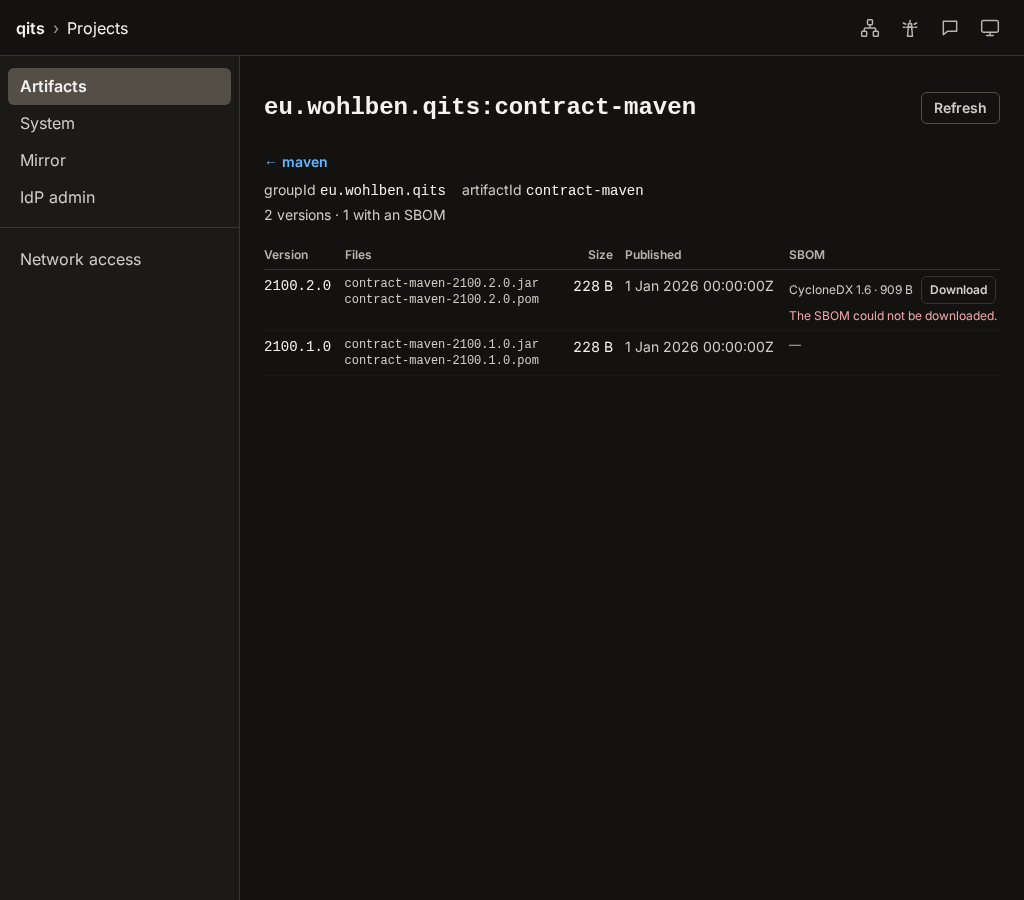 qits › Projects
Artifacts
System
Mirror
IdP admin
Network access
eu.wohlben.qits:contract-maven
Refresh
← maven
groupId eu.wohlben.qits artifactId contract-maven
2 versions · 1 with an SBOM
Version Files Size Published SBOM
2100.2.0 contract-maven-2100.2.0.jar 228 B 1 Jan 2026 00:00:00Z CycloneDX 1.6 · 909 B Download
contract-maven-2100.2.0.pom
The SBOM could not be downloaded.
2100.1.0 contract-maven-2100.1.0.jar 228 B 1 Jan 2026 00:00:00Z —
contract-maven-2100.1.0.pom